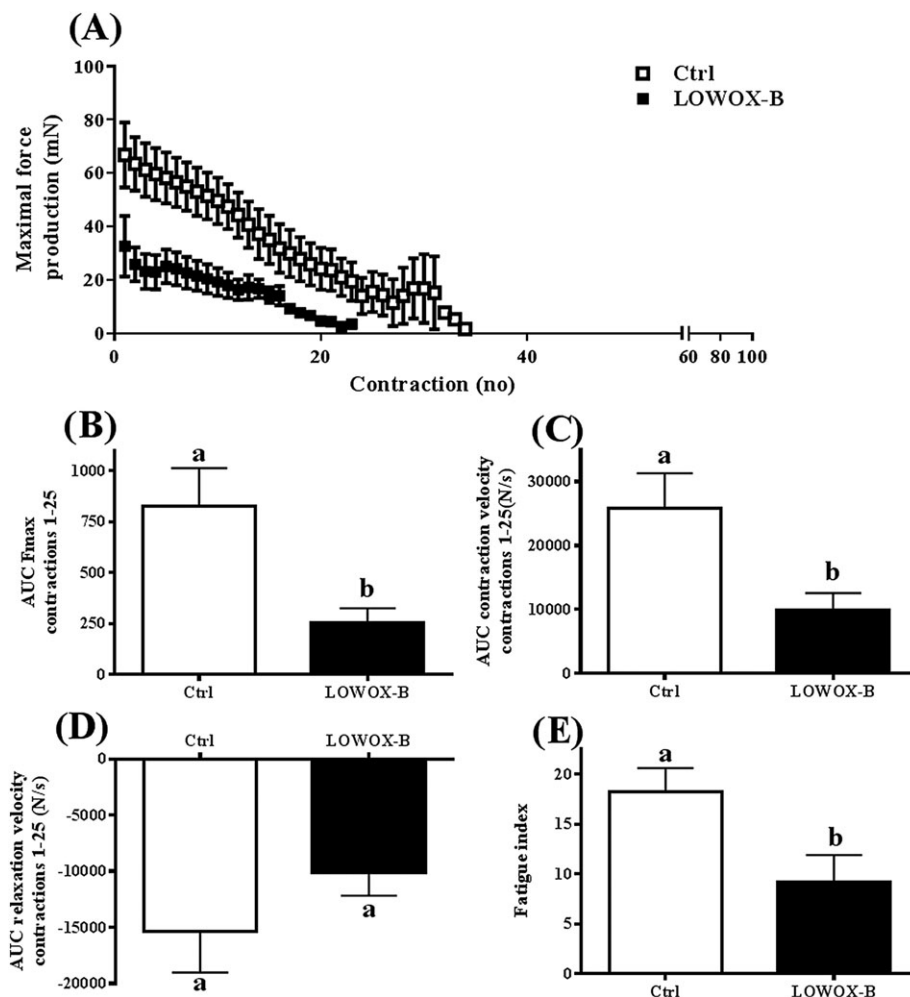 (A)
100
80
60
40
20
0
Maximal force
production (mN)
Ctrl
LOWOX-B
0 20 40 60 80 100
Contraction (no)
(B)
1000
750
500
250
0
AUC Fmax
contractions 1-25
a
b
Ctrl LOWOX-B
(C)
30000
20000
10000
0
AUC contraction velocity
contractions 1-25(N/s)
a
b
Ctrl LOWOX-B
(D)
Ctrl LOWOX-B
0
-5000
-10000
-15000
-20000
AUC relaxation velocity
contractions 1-25 (N/s)
a
a
(E)
20
15
10
5
0
Fatigue index
a
b
Ctrl LOWOX-B